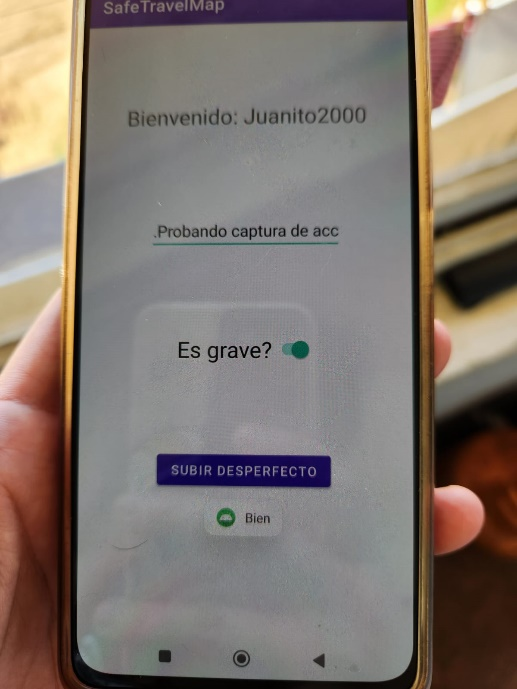 SafeTravelMap
Bienvenido: Juanito2000
.Probando captura de acc
Es grave?
SUBIR DESPERFECTO
Bien